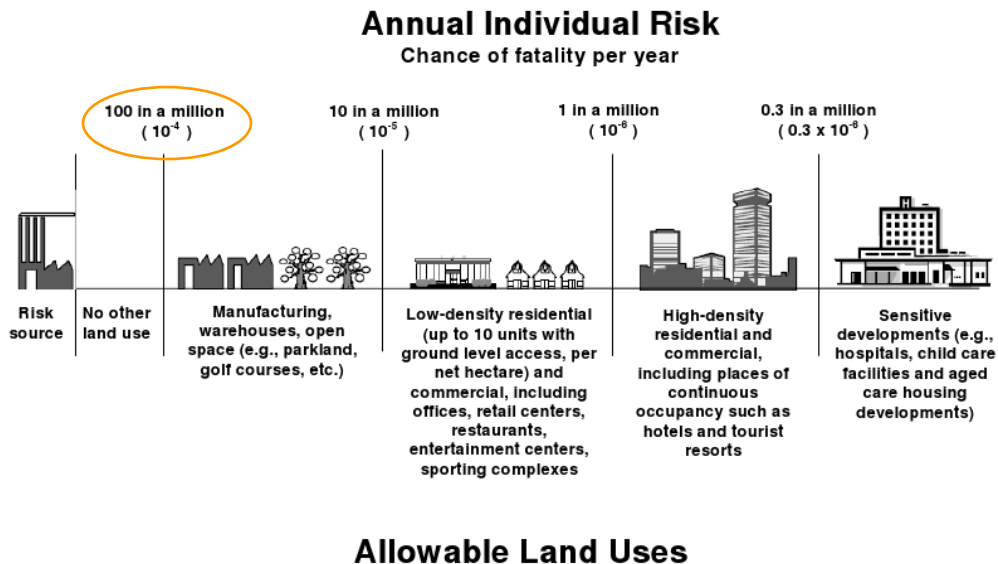 Annual Individual Risk
Chance of fatality per year
100 in a million
( 10⁻⁴ )
10 in a million
( 10⁻⁵ )
1 in a million
( 10⁻⁶ )
0.3 in a million
( 0.3 x 10⁻⁶ )
Risk
source
No other
land use
Manufacturing,
warehouses, open
space (e.g., parkland,
golf courses, etc.)
Low-density residential
(up to 10 units with
ground level access, per
net hectare) and
commercial, including
offices, retail centers,
restaurants,
entertainment centers,
sporting complexes
High-density
residential and
commercial,
including places of
continuous
occupancy such as
hotels and tourist
resorts
Sensitive
developments (e.g.,
hospitals, child care
facilities and aged
care housing
developments)
Allowable Land Uses